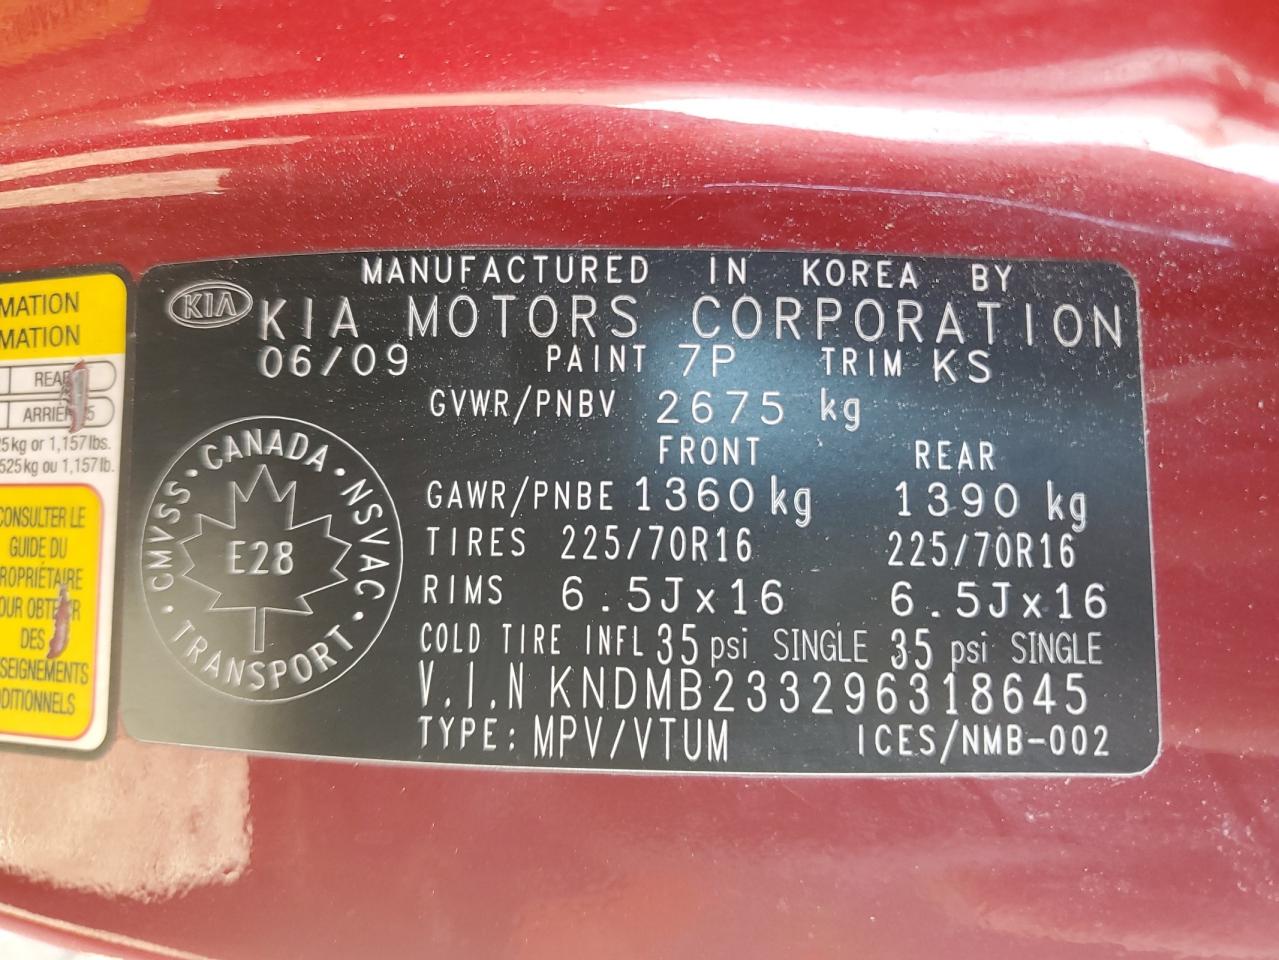 MATION
MATION
REAR
ARRIÈRE 5
25kg or 1,157lbs.
525kg ou 1,157lb.
CONSULTER LE
GUIDE DU
ROPRIÉTAIRE
OUR OBTENIR
DES
SEIGNEMENTS
DITIONNELS
MANUFACTURED IN KOREA BY
KIA KIA MOTORS CORPORATION
06/09 PAINT 7P TRIM KS
GVWR/PNBV 2675 kg
FRONT REAR
GAWR/PNBE 1360 kg 1390 kg
TIRES 225/70R16 225/70R16
RIMS 6.5J x 16 6.5J x 16
COLD TIRE INFL 35 psi SINGLE 35 psi SINGLE
V.I.N KNDMB233296318645
TYPE: MPV/VTUM ICES/NMB-002
CANADA · NSVAC · TRANSPORT · CMVSS ·
E28